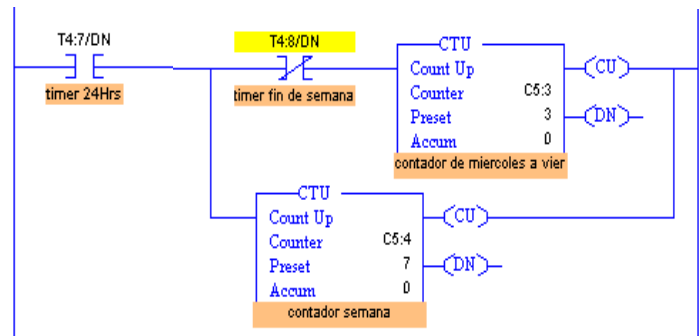 T4:7/DN
timer 24Hrs
T4:8/DN
timer fin de semana
CTU
Count Up
Counter C5:3
Preset 3
Accum 0
CU
DN
contador de miercoles a vier
CTU
Count Up
Counter C5:4
Preset 7
Accum 0
CU
DN
contador semana